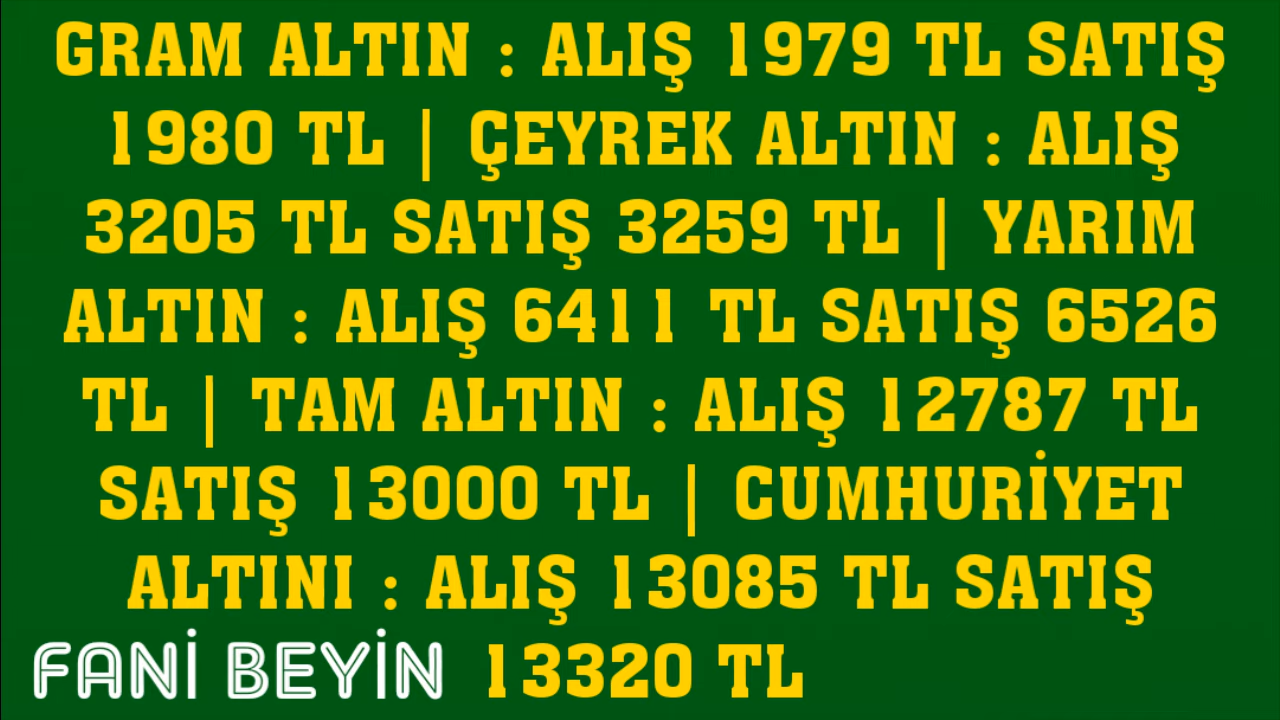 GRAM ALTIN : ALIŞ 1979 TL SATIŞ
1980 TL | ÇEYREK ALTIN : ALIŞ
3205 TL SATIŞ 3259 TL | YARIM
ALTIN : ALIŞ 6411 TL SATIŞ 6526
TL | TAM ALTIN : ALIŞ 12787 TL
SATIŞ 13000 TL | CUMHURİYET
ALTINI : ALIŞ 13085 TL SATIŞ
FANİ BEYİN 13320 TL